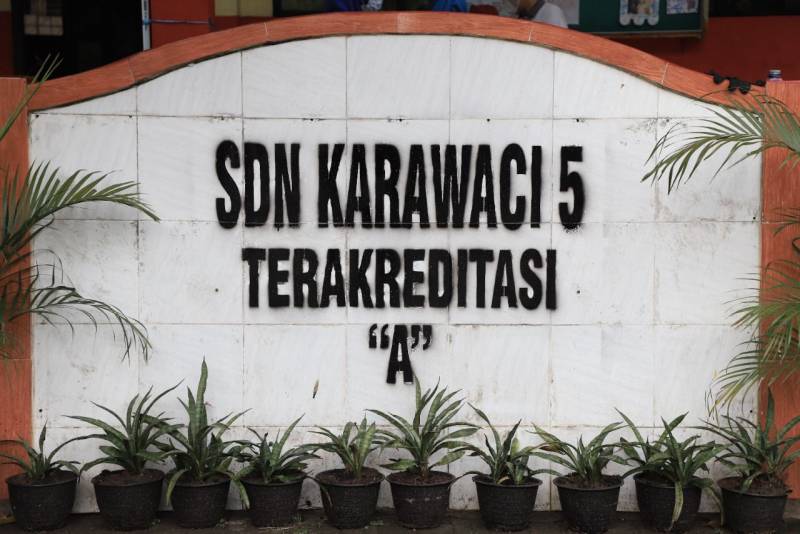 SDN KARAWACI 5
TERAKREDITASI
“A”